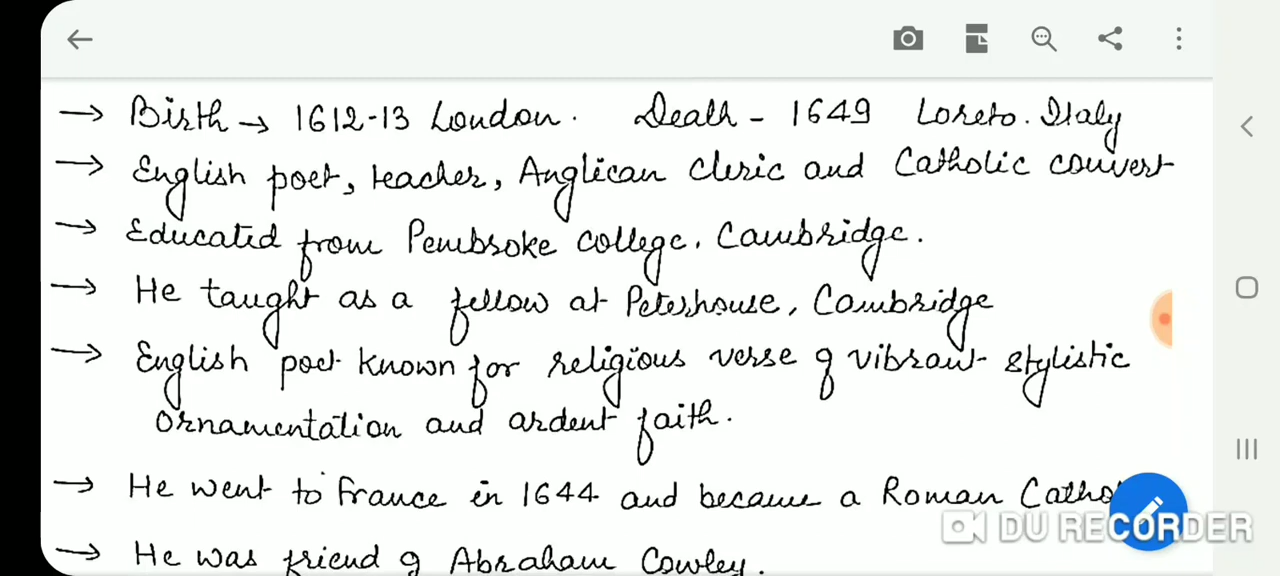 → Birth → 1612-13 London. Death - 1649 Loreto. Italy
→ English poet, teacher, Anglican cleric and Catholic convert
→ Educated from Pembroke college. Cambridge.
→ He taught as a fellow at Peterhouse, Cambridge
→ English poet known for religious verse of vibrant stylistic
ornamentation and ardent faith.
→ He went to France in 1644 and became a Roman Catho
→ He was friend of Abraham Cowley.
DU RECORDER